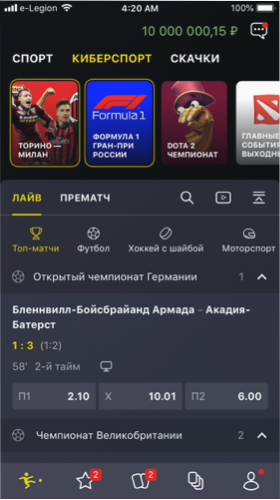 e-Legion
4:20 AM
100%
10 000 000,15 ₽
СПОРТ
КИБЕРСПОРТ
СКАЧКИ
ТОРИНО —
МИЛАН
Formula 1
ФОРМУЛА 1
ГРАН-ПРИ
РОССИИ
DOTA 2
ЧЕМПИОНАТ
ГЛАВНЫЕ
СОБЫТИЯ
ВЫХОДНЫ
ЛАЙВ
ПРЕМАТЧ
Топ-матчи
Футбол
Хоккей с шайбой
Моторспорт
Открытый чемпионат Германии
1
Бленнвилл-Бойсбрайанд Армада – Акадия-
Батерст
1 : 3 (1:2)
58' 2-й тайм
П1 2.10
X 10.01
П2 6.00
Чемпионат Великобритании
2
2
2